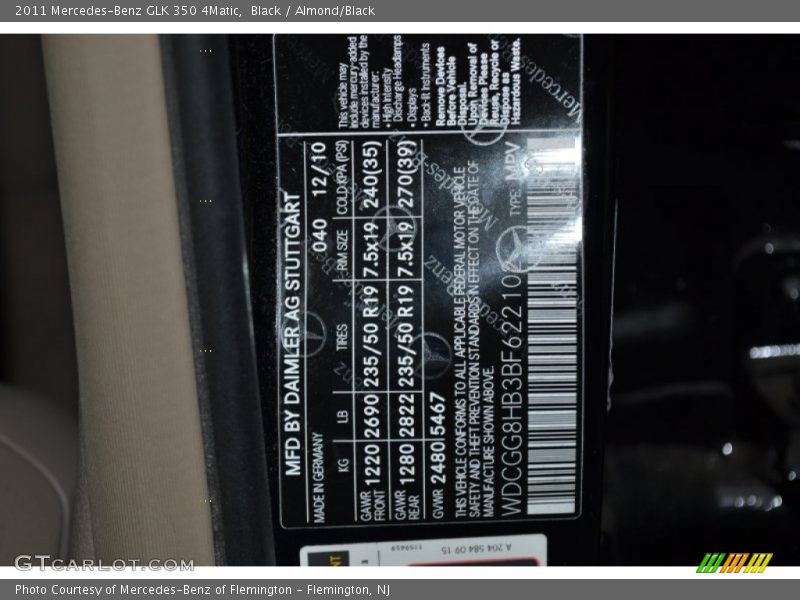 2011 Mercedes-Benz GLK 350 4Matic, Black / Almond/Black
This vehicle may
include mercury-added
devices installed by the
manufacturer:
• High Intensity
Discharge Headlamps
• Displays
• Back-lit Instruments
Remove Devices
Before Vehicle
Disposal.
Upon Removal of
Devices Please
Reuse, Recycle or
Dispose as
Hazardous Waste.
MFD BY DAIMLER AG STUTTGART
MADE IN GERMANY 040 12/10
KG LB TIRES RIM SIZE COLD KPA (PSI)
GAWR FRONT 1220 2690 235/50 R19 7.5x19 240(35)
GAWR REAR 1280 2822 235/50 R19 7.5x19 270(39)
GVWR 2480 5467
THIS VEHICLE CONFORMS TO ALL APPLICABLE FEDERAL MOTOR VEHICLE
SAFETY AND THEFT PREVENTION STANDARDS IN EFFECT ON THE DATE OF
MANUFACTURE SHOWN ABOVE.
WDCGG8HB3BF62210 TYPE: MPV
A 204 584 09 15
GTcarlot.com
Photo Courtesy of Mercedes-Benz of Flemington - Flemington, NJ